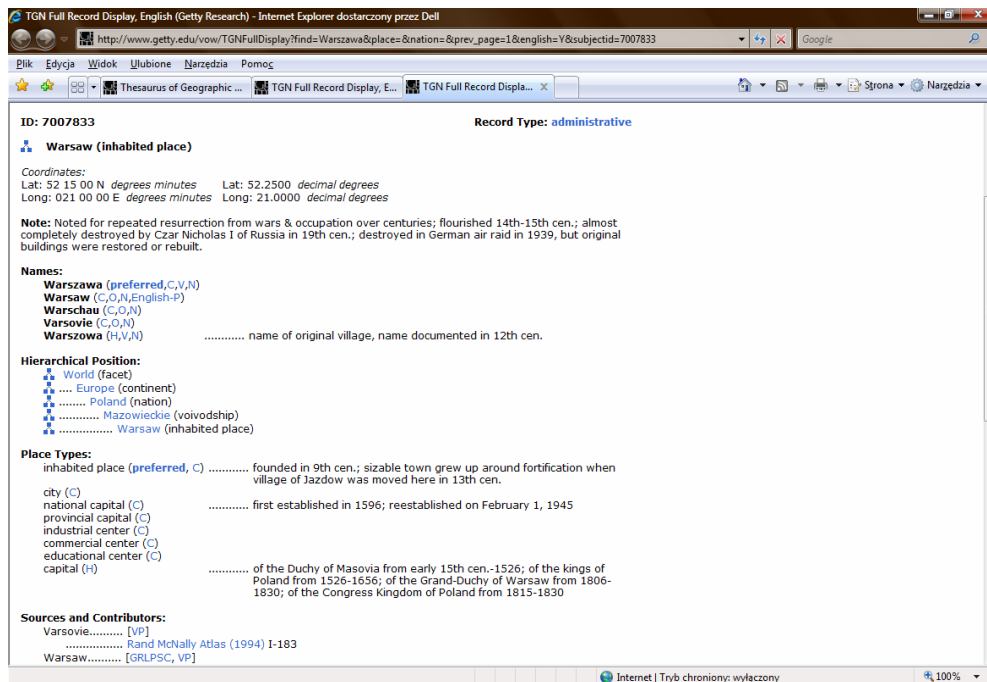 TGN Full Record Display, English (Getty Research) - Internet Explorer dostarczony przez Dell
http://www.getty.edu/vow/TGNFullDisplay?find=Warszawa&place=&nation=&prev_page=1&english=Y&subjectid=7007833
Google
Plik Edycja Widok Ulubione Narzędzia Pomoc
Thesaurus of Geographic ... TGN Full Record Display, E... TGN Full Record Displa... X Strona Narzędzia
ID: 7007833 Record Type: administrative
Warsaw (inhabited place)
Coordinates:
Lat: 52 15 00 N degrees minutes Lat: 52.2500 decimal degrees
Long: 021 00 00 E degrees minutes Long: 21.0000 decimal degrees
Note: Noted for repeated resurrection from wars & occupation over centuries; flourished 14th-15th cen.; almost
completely destroyed by Czar Nicholas I of Russia in 19th cen.; destroyed in German air raid in 1939, but original
buildings were restored or rebuilt.
Names:
Warszawa (preferred,C,V,N)
Warsaw (C,O,N,English-P)
Warschau (C,O,N)
Varsovie (C,O,N)
Warszowa (H,V,N) ............ name of original village, name documented in 12th cen.
Hierarchical Position:
World (facet)
.... Europe (continent)
........ Poland (nation)
............ Mazowieckie (voivodship)
................ Warsaw (inhabited place)
Place Types:
inhabited place (preferred, C) ............ founded in 9th cen.; sizable town grew up around fortification when
village of Jazdow was moved here in 13th cen.
city (C)
national capital (C) ............ first established in 1596; reestablished on February 1, 1945
provincial capital (C)
industrial center (C)
commercial center (C)
educational center (C)
capital (H) ............ of the Duchy of Masovia from early 15th cen.-1526; of the kings of
Poland from 1526-1656; of the Grand-Duchy of Warsaw from 1806-
1830; of the Congress Kingdom of Poland from 1815-1830
Sources and Contributors:
Varsovie.......... [VP]
................. Rand McNally Atlas (1994) I-183
Warsaw.......... [GRLPSC, VP]
Internet | Tryb chroniony: wyłączony 100%